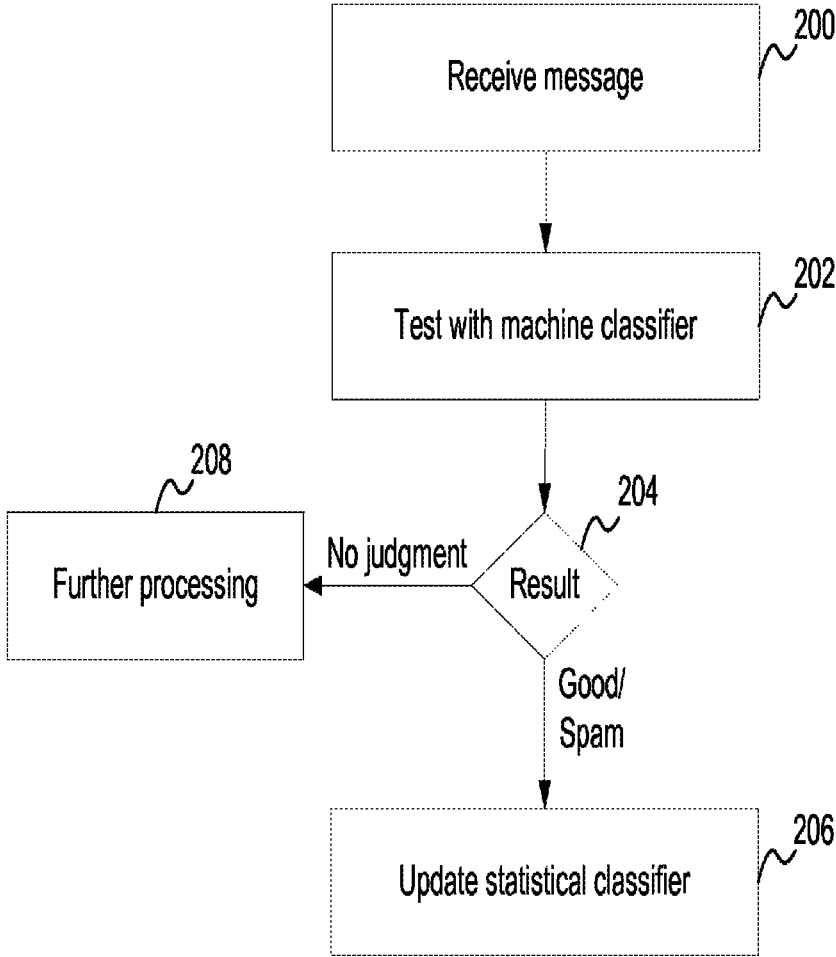 200
Receive message
202
Test with machine classifier
208
204
No judgment
Further processing
Result
Good/
Spam
206
Update statistical classifier